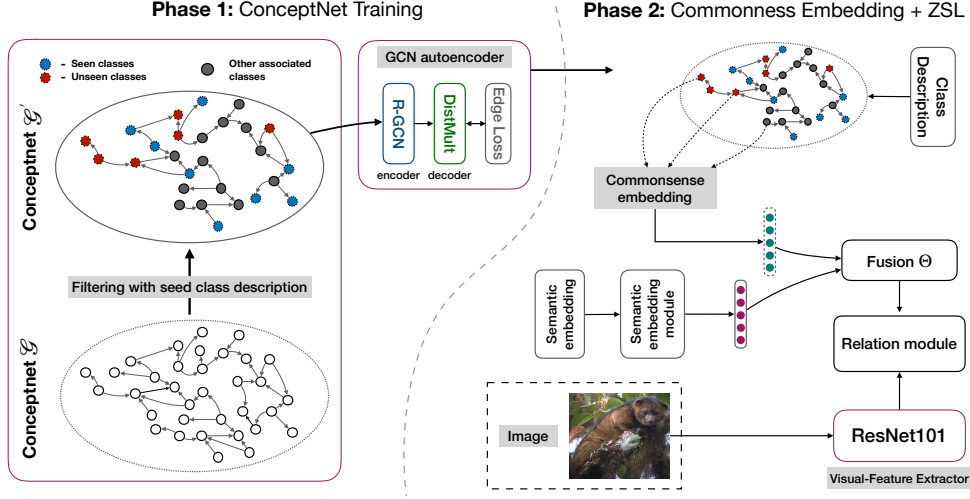 Phase 1: ConceptNet Training
- Seen classes
- Unseen classes
Other associated
classes
Conceptnet 𝒢'
Filtering with seed class description
Conceptnet 𝒢
GCN autoencoder
R-GCN
DistMult
Edge Loss
encoder
decoder
Phase 2: Commonness Embedding + ZSL
Class
Description
Commonsense
embedding
Fusion Θ
Semantic
embedding
Semantic
embedding
module
Relation module
Image
ResNet101
Visual-Feature Extractor